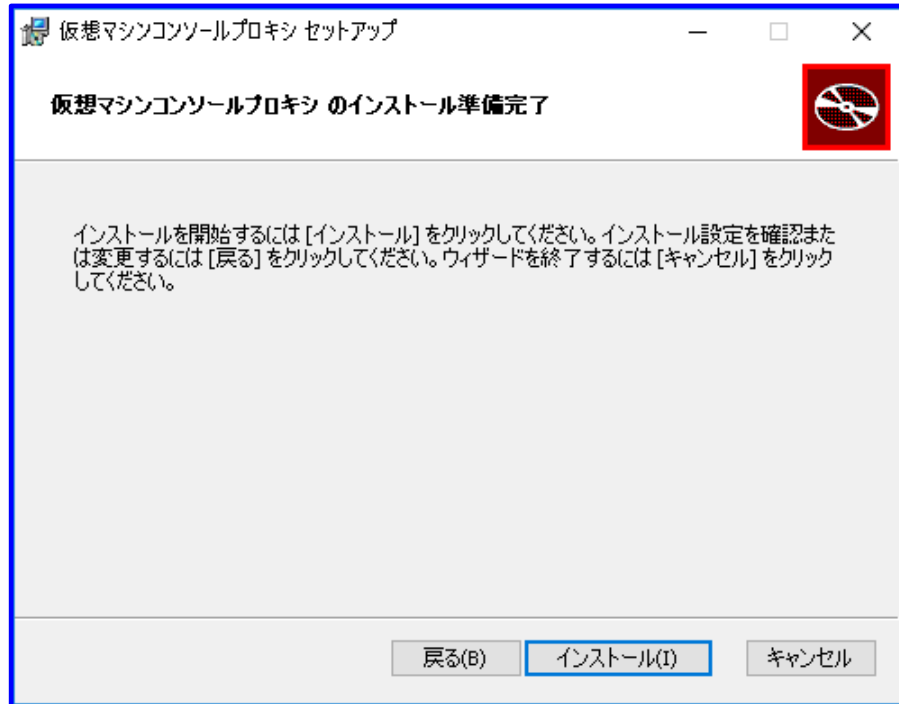 仮想マシンコンソールプロキシ セットアップ
仮想マシンコンソールプロキシ のインストール準備完了
インストールを開始するには [インストール] をクリックしてください。インストール設定を確認また
は変更するには [戻る] をクリックしてください。ウィザードを終了するには [キャンセル] をクリック
してください。
戻る(B) インストール(I) キャンセル